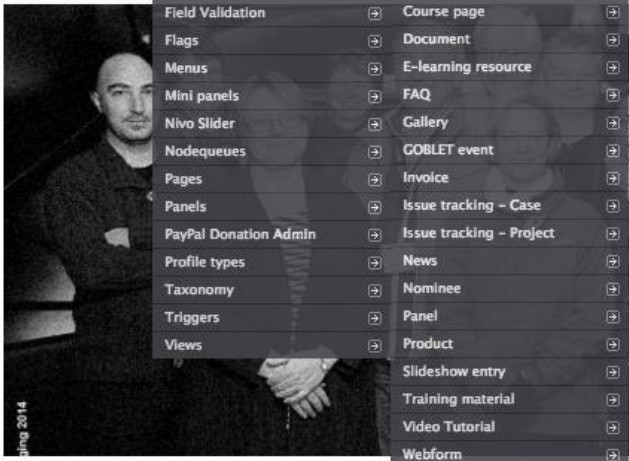 Field Validation
Flags
Menus
Mini panels
Nivo Slider
Nodequeues
Pages
Panels
PayPal Donation Admin
Profile types
Taxonomy
Triggers
Views
Course page
Document
E-learning resource
FAQ
Gallery
GOBLET event
Invoice
Issue tracking - Case
Issue tracking - Project
News
Nominee
Panel
Product
Slideshow entry
Training material
Video Tutorial
Webform
ging 2014